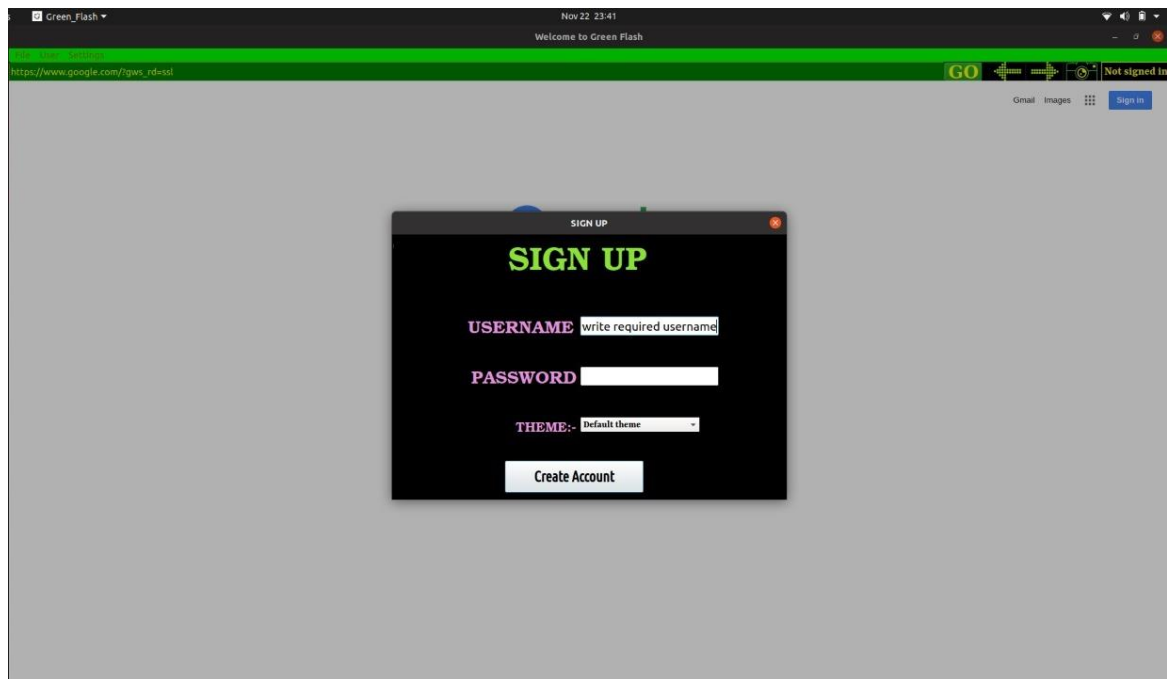 Green_Flash
Nov 22 23:41
Welcome to Green Flash
File User Settings
https://www.google.com/?gws_rd=ssl
GO
Not signed in
Gmail Images
Sign in
SIGN UP
SIGN UP
USERNAME write required username
PASSWORD
THEME:- Default theme
Create Account